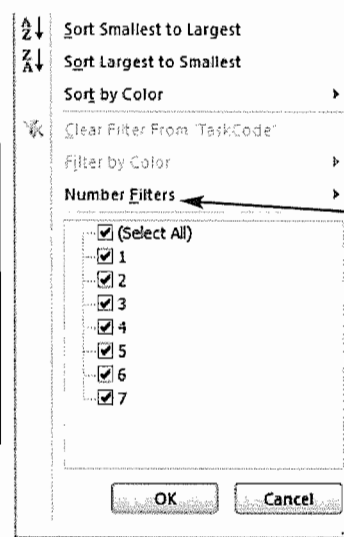 Sort Smallest to Largest
Sort Largest to Smallest
Sort by Color
Clear Filter From "TaskCode"
Filter by Color
Number Filters
(Select All)
1
2
3
4
5
6
7
OK
Cancel